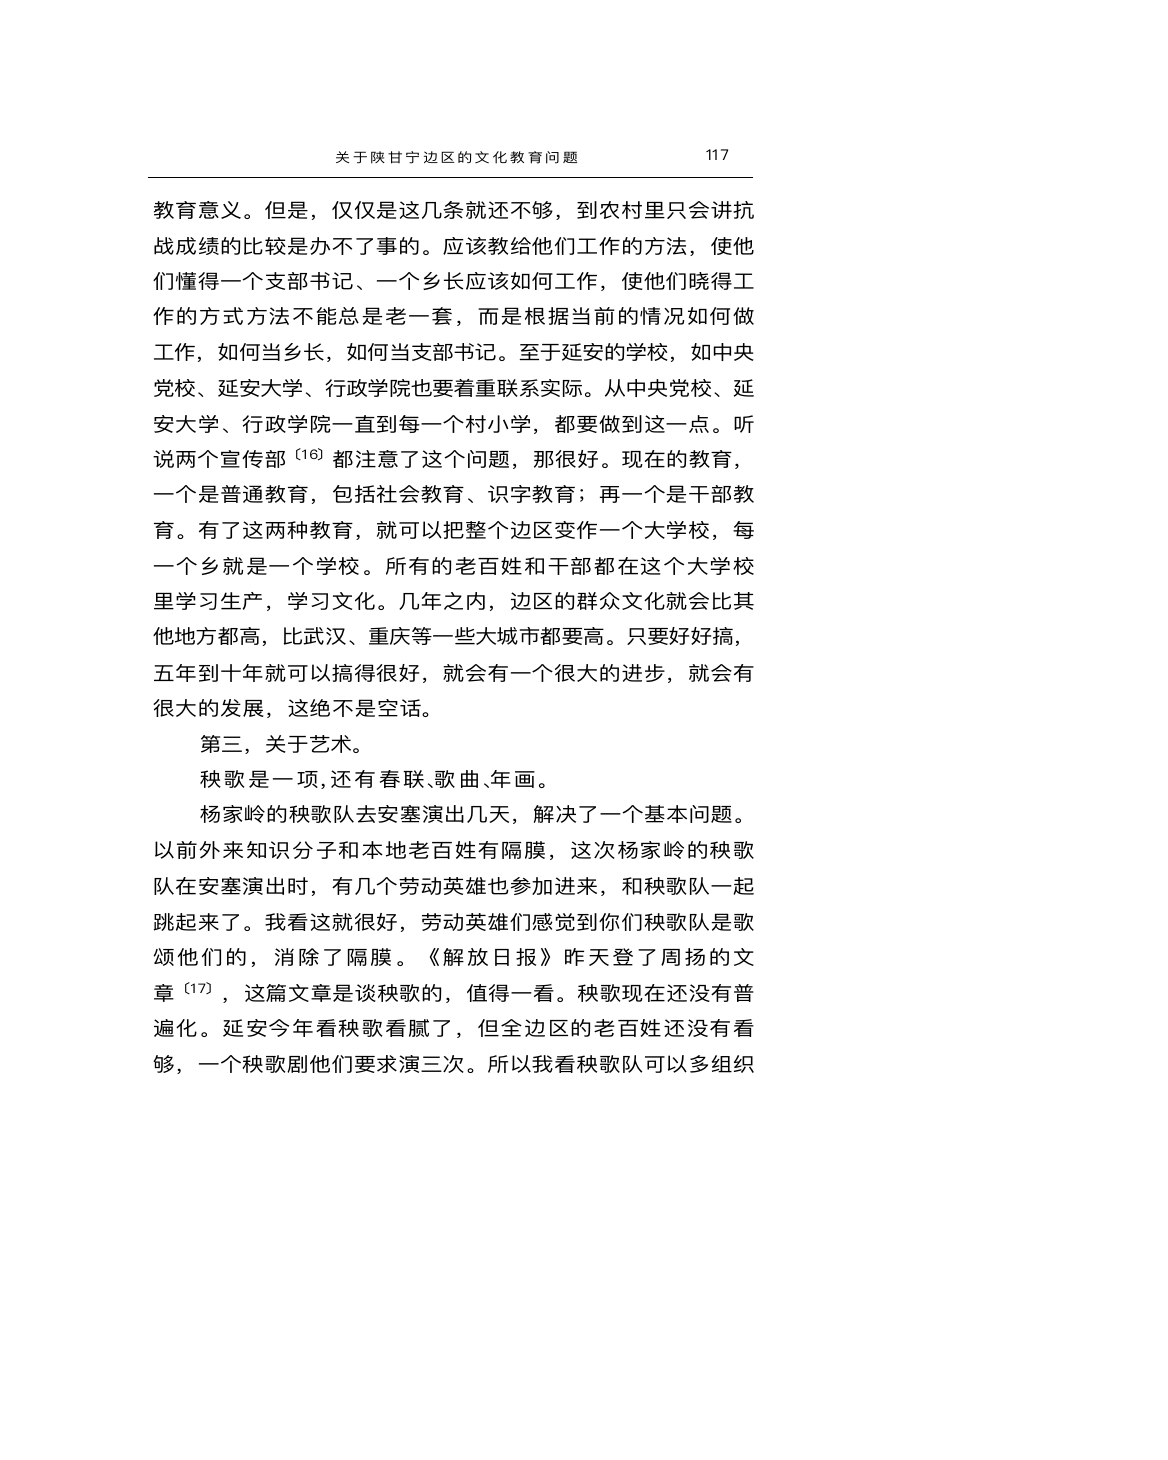 关于陕甘宁边区的文化教育问题 117
教育意义。但是，仅仅是这几条就还不够，到农村里只会讲抗
战成绩的比较是办不了事的。应该教给他们工作的方法，使他
们懂得一个支部书记、一个乡长应该如何工作，使他们晓得工
作的方式方法不能总是老一套，而是根据当前的情况如何做
工作，如何当乡长，如何当支部书记。至于延安的学校，如中央
党校、延安大学、行政学院也要着重联系实际。从中央党校、延
安大学、行政学院一直到每一个村小学，都要做到这一点。听
说两个宣传部〔16〕都注意了这个问题，那很好。现在的教育，
一个是普通教育，包括社会教育、识字教育；再一个是干部教
育。有了这两种教育，就可以把整个边区变作一个大学校，每
一个乡就是一个学校。所有的老百姓和干部都在这个大学校
里学习生产，学习文化。几年之内，边区的群众文化就会比其
他地方都高，比武汉、重庆等一些大城市都要高。只要好好搞，
五年到十年就可以搞得很好，就会有一个很大的进步，就会有
很大的发展，这绝不是空话。
第三，关于艺术。
秧歌是一项,还有春联、歌曲、年画。
杨家岭的秧歌队去安塞演出几天，解决了一个基本问题。
以前外来知识分子和本地老百姓有隔膜，这次杨家岭的秧歌
队在安塞演出时，有几个劳动英雄也参加进来，和秧歌队一起
跳起来了。我看这就很好，劳动英雄们感觉到你们秧歌队是歌
颂他们的，消除了隔膜。《解放日报》昨天登了周扬的文
章〔17〕，这篇文章是谈秧歌的，值得一看。秧歌现在还没有普
遍化。延安今年看秧歌看腻了，但全边区的老百姓还没有看
够，一个秧歌剧他们要求演三次。所以我看秧歌队可以多组织